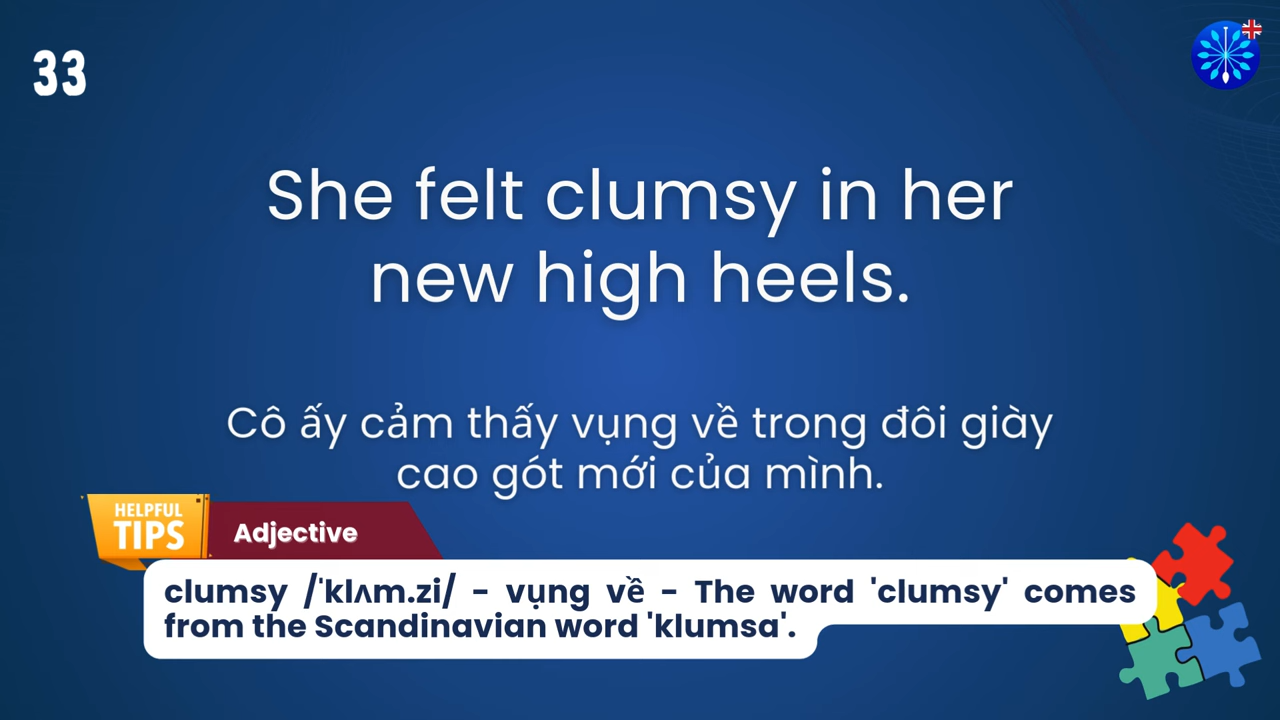 33
She felt clumsy in her
new high heels.
Cô ấy cảm thấy vụng về trong đôi giày
cao gót mới của mình.
HELPFUL
TIPS
Adjective
clumsy /ˈklʌm.zi/ - vụng về - The word 'clumsy' comes
from the Scandinavian word 'klumsa'.